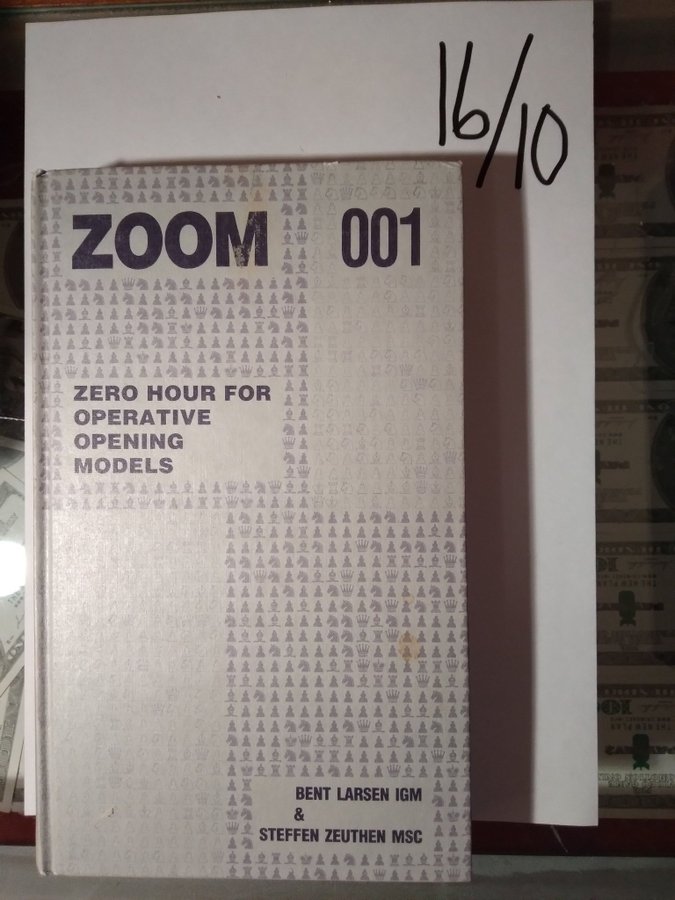 16/10
ZOOM 001
ZERO HOUR FOR
OPERATIVE
OPENING
MODELS
BENT LARSEN IGM
&
STEFFEN ZEUTHEN MSC